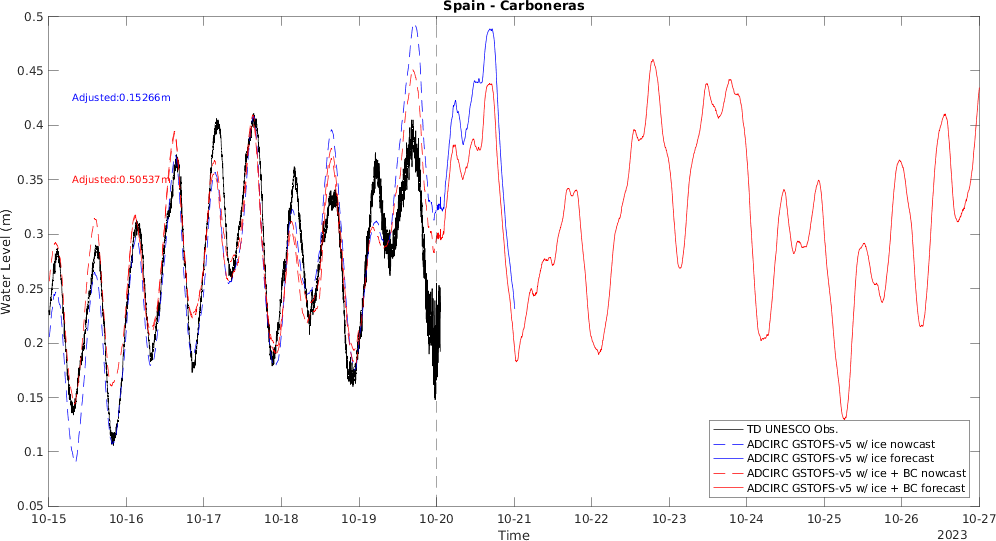 Spain - Carboneras
Water Level (m)
0.5
0.45
0.4
0.35
0.3
0.25
0.2
0.15
0.1
0.05
Adjusted:0.15266m
Adjusted:0.50537m
TD UNESCO Obs.
ADCIRC GSTOFS-v5 w/ ice nowcast
ADCIRC GSTOFS-v5 w/ ice forecast
ADCIRC GSTOFS-v5 w/ ice + BC nowcast
ADCIRC GSTOFS-v5 w/ ice + BC forecast
10-15 10-16 10-17 10-18 10-19 10-20 10-21 10-22 10-23 10-24 10-25 10-26 10-27
Time
2023